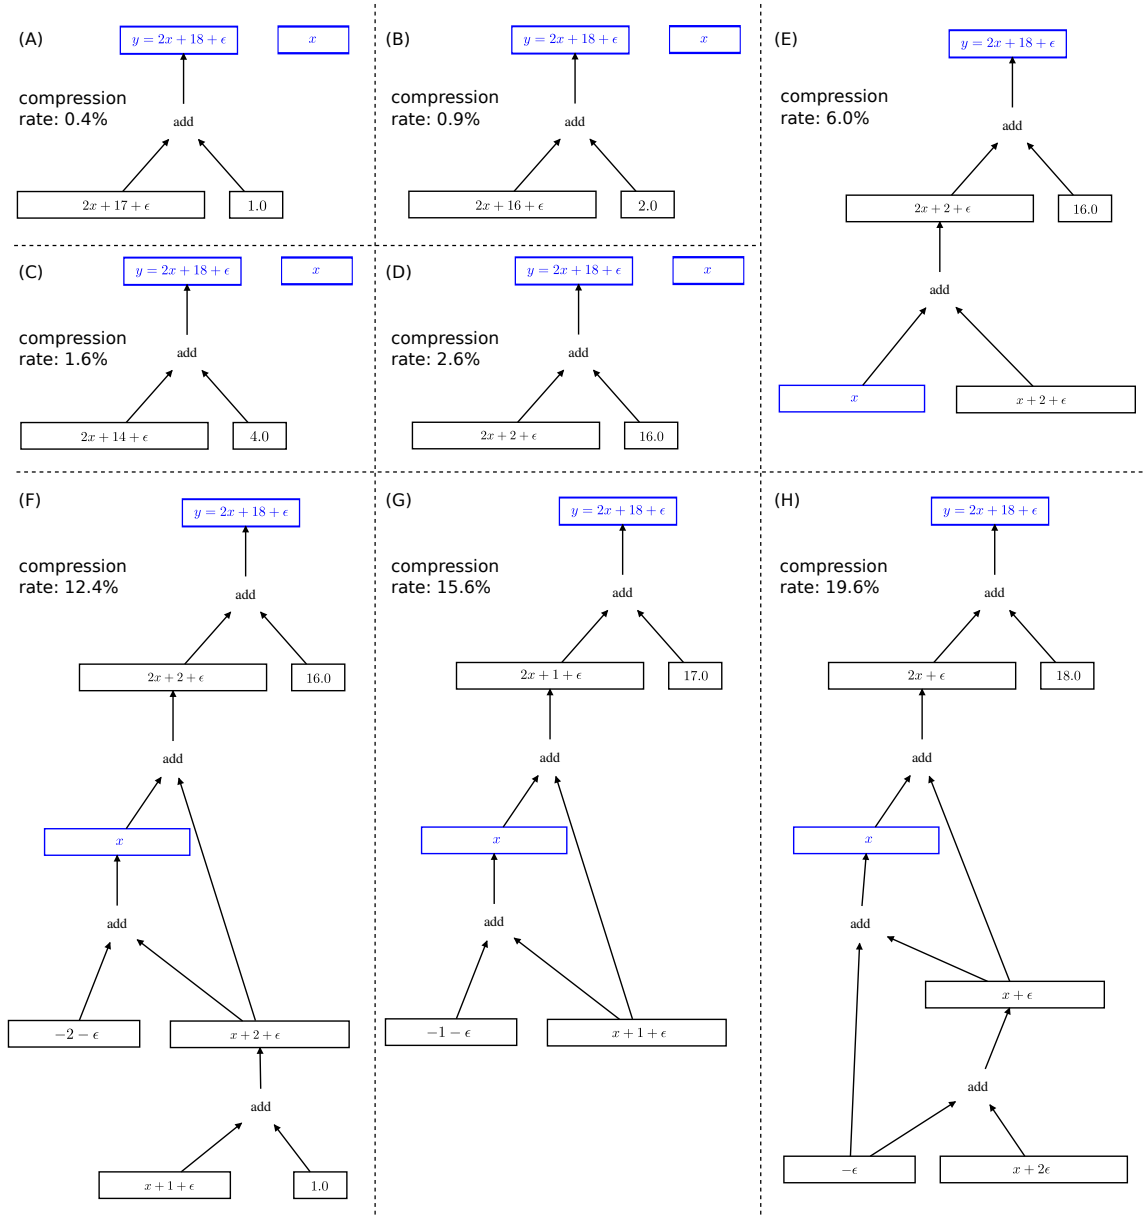 (A)
y = 2x + 18 + ϵ
x
compression
rate: 0.4%
add
2x + 17 + ϵ
1.0
(B)
y = 2x + 18 + ϵ
x
compression
rate: 0.9%
add
2x + 16 + ϵ
2.0
(C)
y = 2x + 18 + ϵ
x
compression
rate: 1.6%
add
2x + 14 + ϵ
4.0
(D)
y = 2x + 18 + ϵ
x
compression
rate: 2.6%
add
2x + 2 + ϵ
16.0
(E)
y = 2x + 18 + ϵ
compression
rate: 6.0%
add
2x + 2 + ϵ
16.0
add
x
x + 2 + ϵ
(F)
y = 2x + 18 + ϵ
compression
rate: 12.4%
add
2x + 2 + ϵ
16.0
add
x
add
−2 − ϵ
x + 2 + ϵ
add
x + 1 + ϵ
1.0
(G)
y = 2x + 18 + ϵ
compression
rate: 15.6%
add
2x + 1 + ϵ
17.0
add
x
add
−1 − ϵ
x + 1 + ϵ
(H)
y = 2x + 18 + ϵ
compression
rate: 19.6%
add
2x + ϵ
18.0
add
x
add
x + ϵ
add
−ϵ
x + 2ϵ